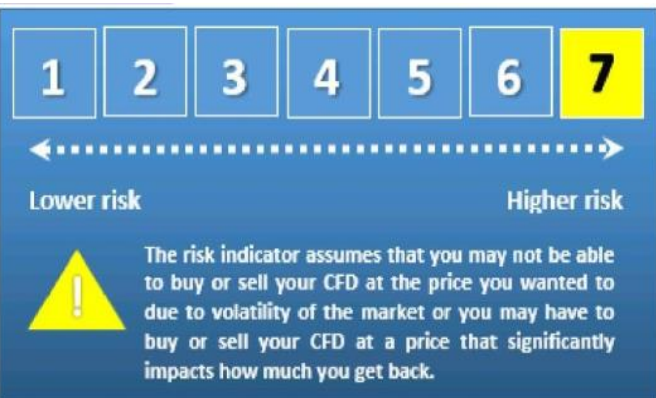 1 2 3 4 5 6 7
Lower risk Higher risk
The risk indicator assumes that you may not be able
to buy or sell your CFD at the price you wanted to
due to volatility of the market or you may have to
buy or sell your CFD at a price that significantly
impacts how much you get back.